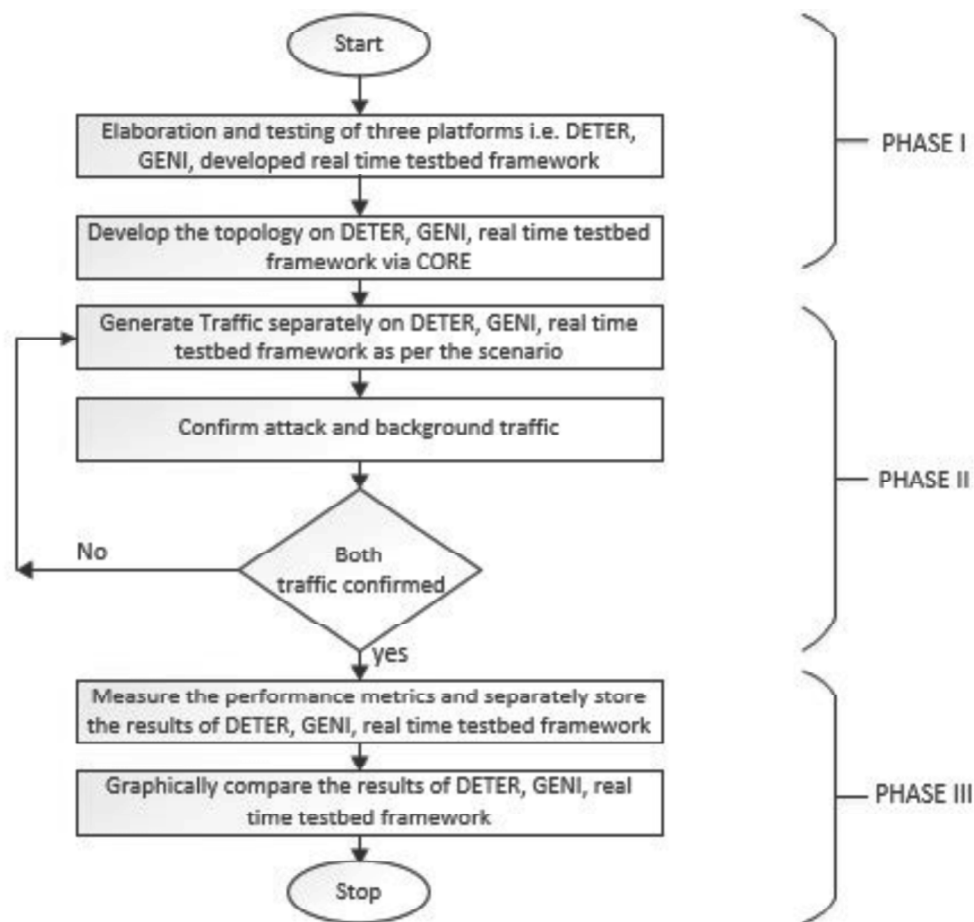 Start
Elaboration and testing of three platforms i.e. DETER,
GENI, developed real time testbed framework
PHASE I
Develop the topology on DETER, GENI, real time testbed
framework via CORE
Generate Traffic separately on DETER, GENI, real time
testbed framework as per the scenario
Confirm attack and background traffic
PHASE II
No
Both
traffic confirmed
yes
Measure the performance metrics and separately store
the results of DETER, GENI, real time testbed framework
Graphically compare the results of DETER, GENI, real
time testbed framework
PHASE III
Stop